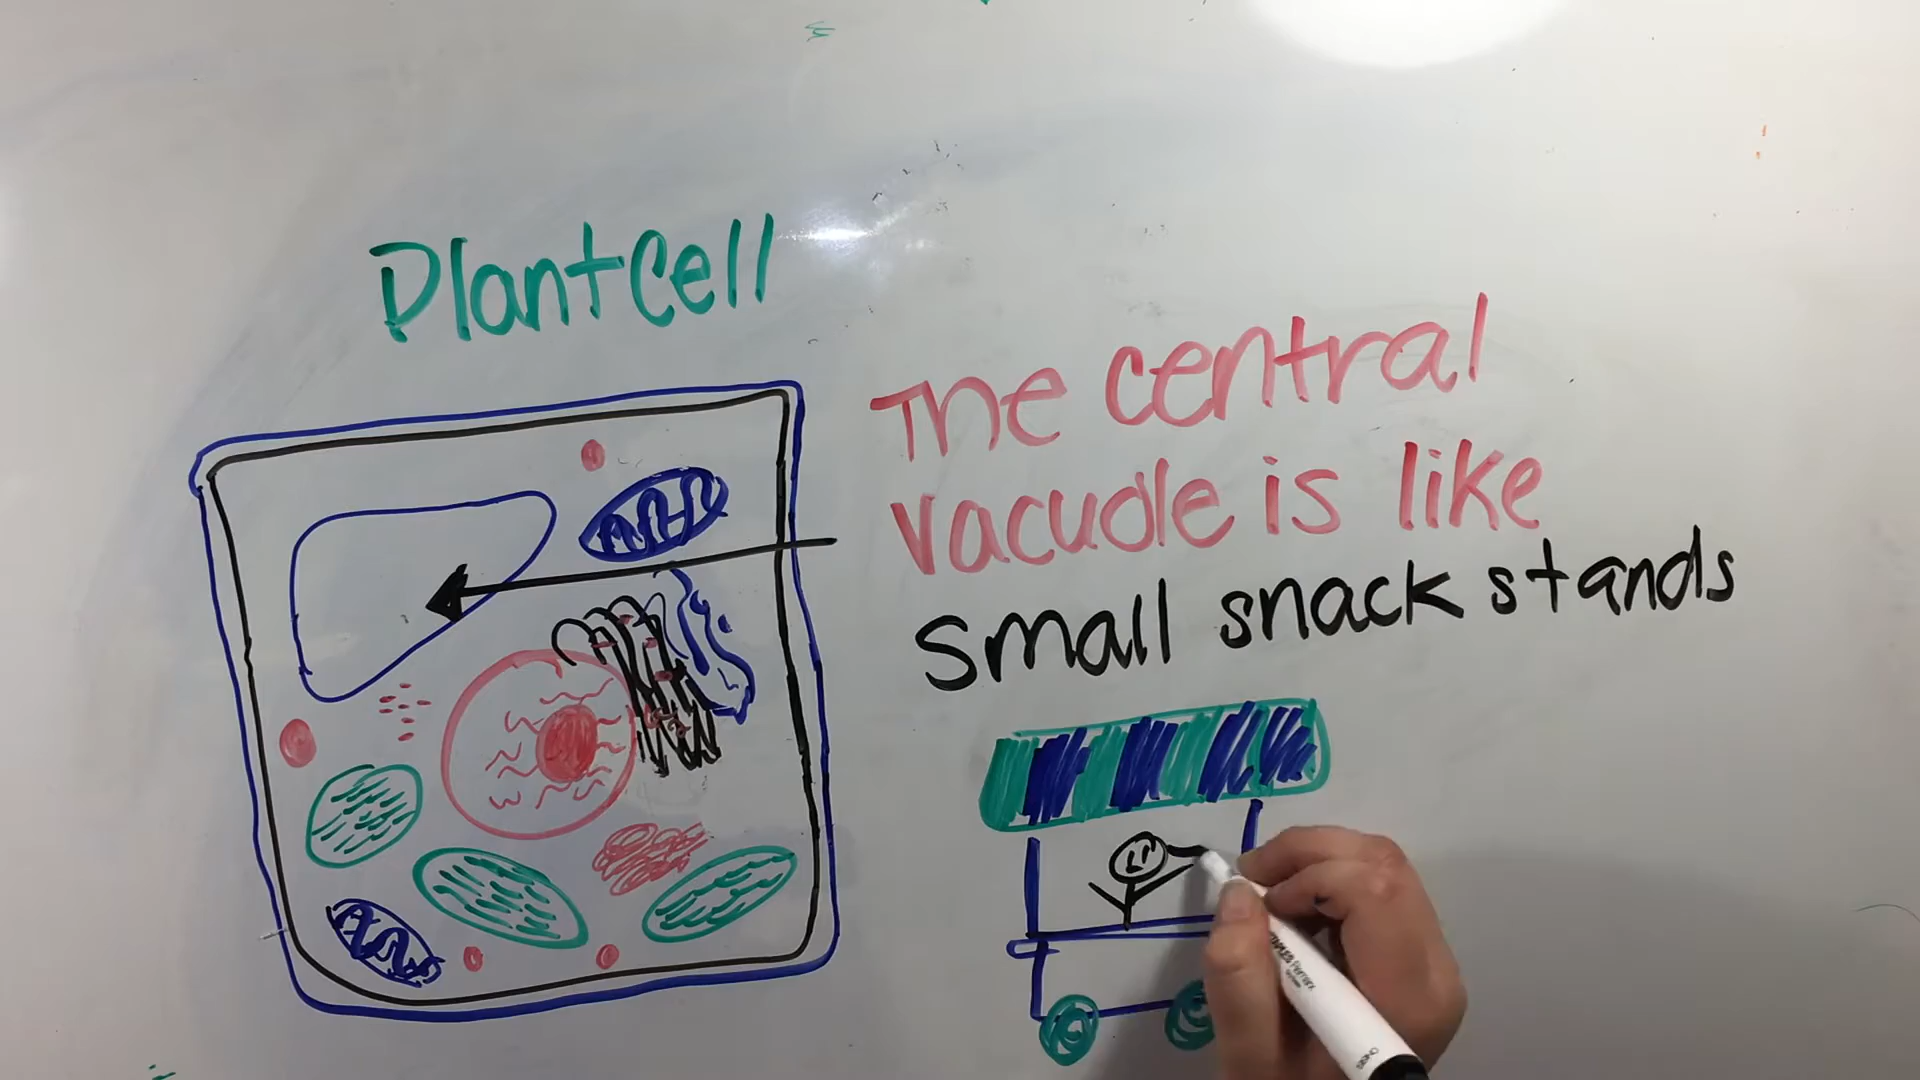 Plant Cell
The central
vacuole is like
small snack stands